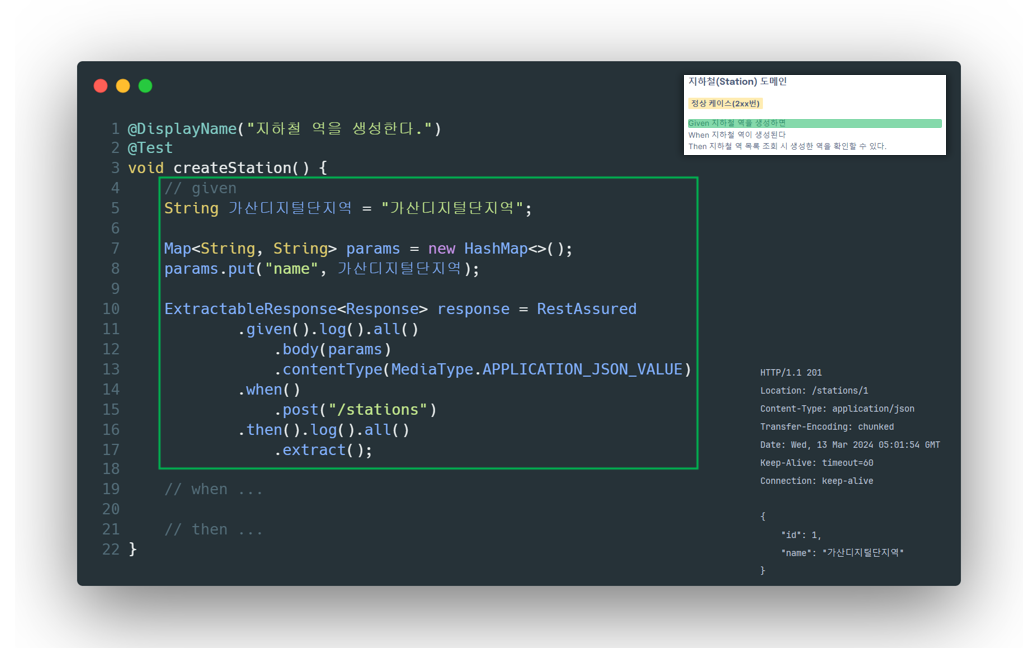 지하철(Station) 도메인
정상 케이스(2xx번)
Given 지하철 역을 생성하면
When 지하철 역이 생성된다
Then 지하철 역 목록 조회 시 생성한 역을 확인할 수 있다.
1 @DisplayName("지하철 역을 생성한다.")
2 @Test
3 void createStation() {
4 // given
5 String 가산디지털단지역 = "가산디지털단지역";
6
7 Map<String, String> params = new HashMap<>();
8 params.put("name", 가산디지털단지역);
9
10 ExtractableResponse<Response> response = RestAssured
11 .given().log().all()
12 .body(params)
13 .contentType(MediaType.APPLICATION_JSON_VALUE)
14 .when()
15 .post("/stations")
16 .then().log().all()
17 .extract();
18
19 // when ...
20
21 // then ...
22 }
HTTP/1.1 201
Location: /stations/1
Content-Type: application/json
Transfer-Encoding: chunked
Date: Wed, 13 Mar 2024 05:01:54 GMT
Keep-Alive: timeout=60
Connection: keep-alive
{
"id": 1,
"name": "가산디지털단지역"
}